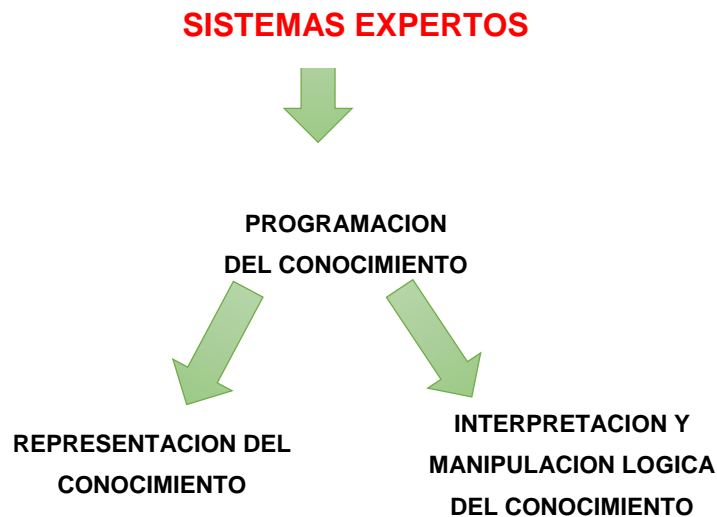 SISTEMAS EXPERTOS
PROGRAMACION
DEL CONOCIMIENTO
REPRESENTACION DEL
CONOCIMIENTO
INTERPRETACION Y
MANIPULACION LOGICA
DEL CONOCIMIENTO